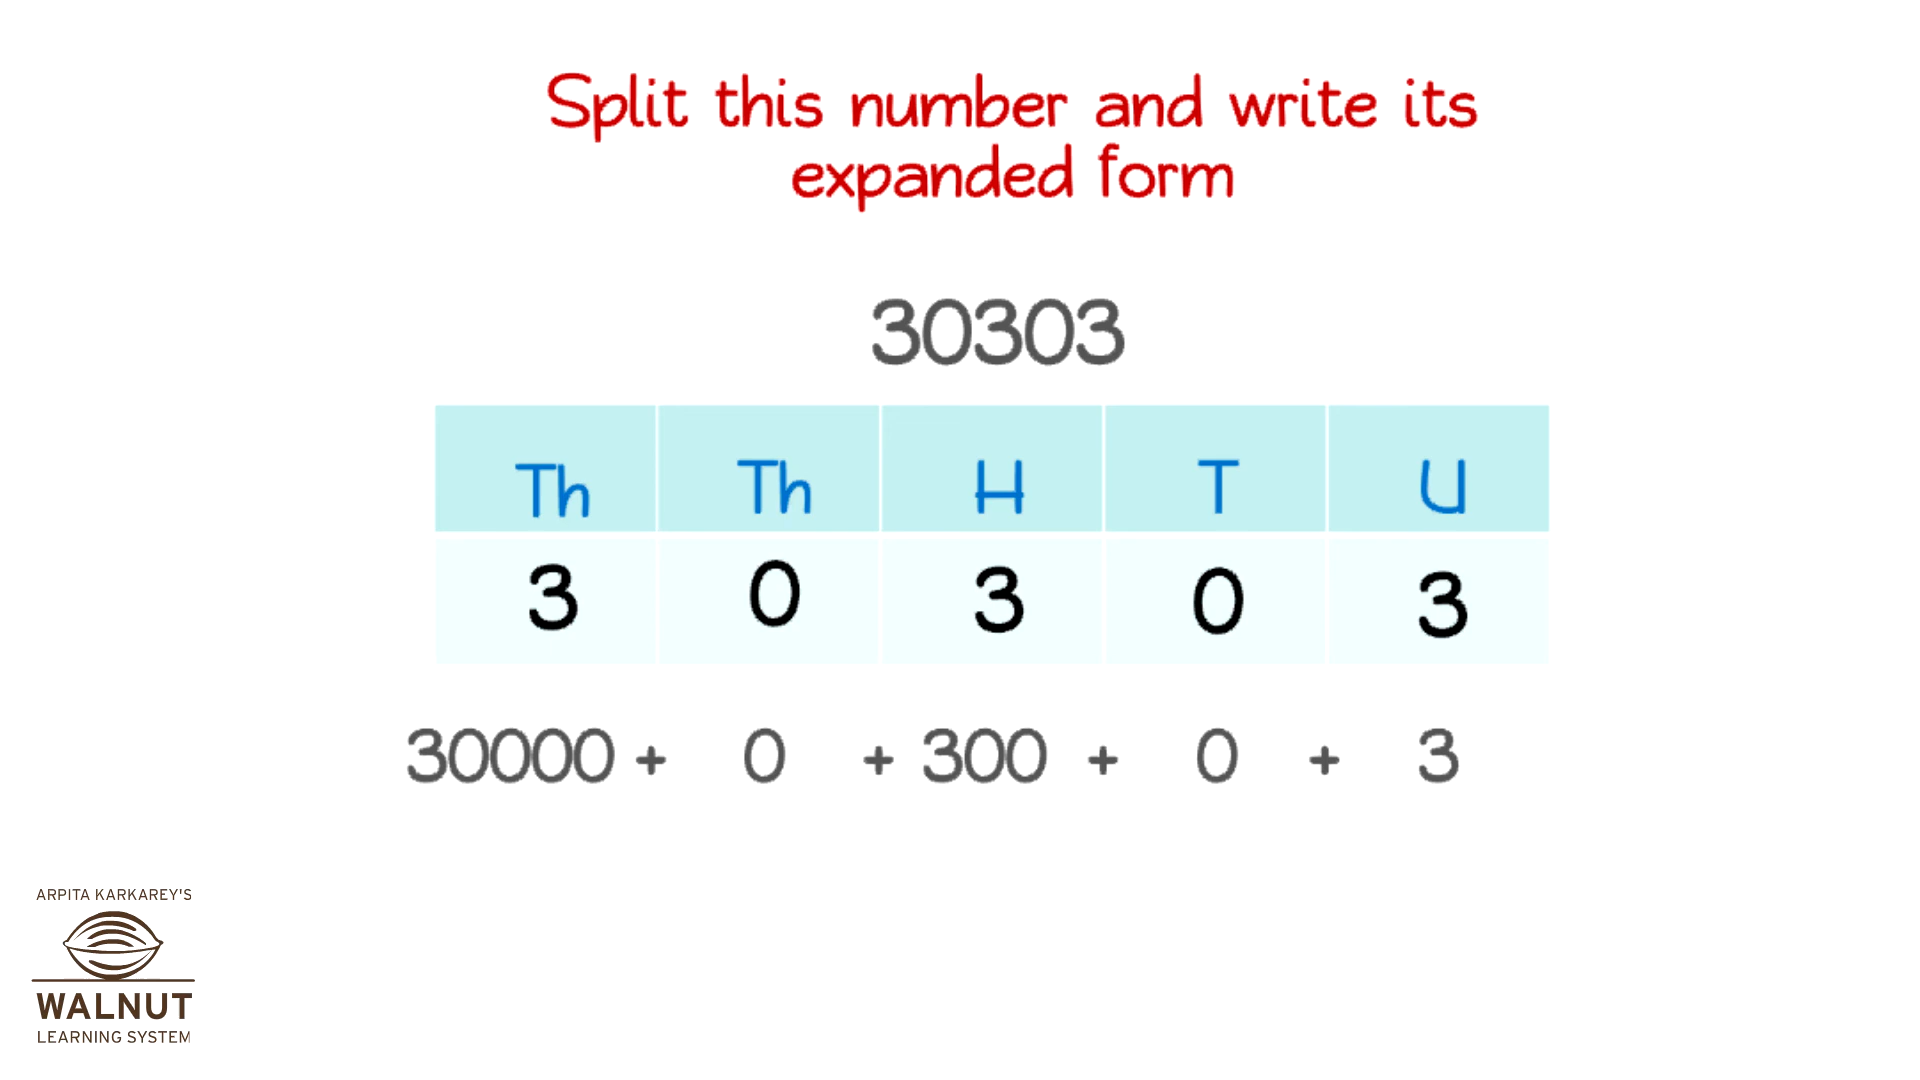 Split this number and write its
expanded form
30303
Th Th H T U
3 0 3 0 3
30000 + 0 + 300 + 0 + 3
ARPITA KARKAREY'S
WALNUT
LEARNING SYSTEM